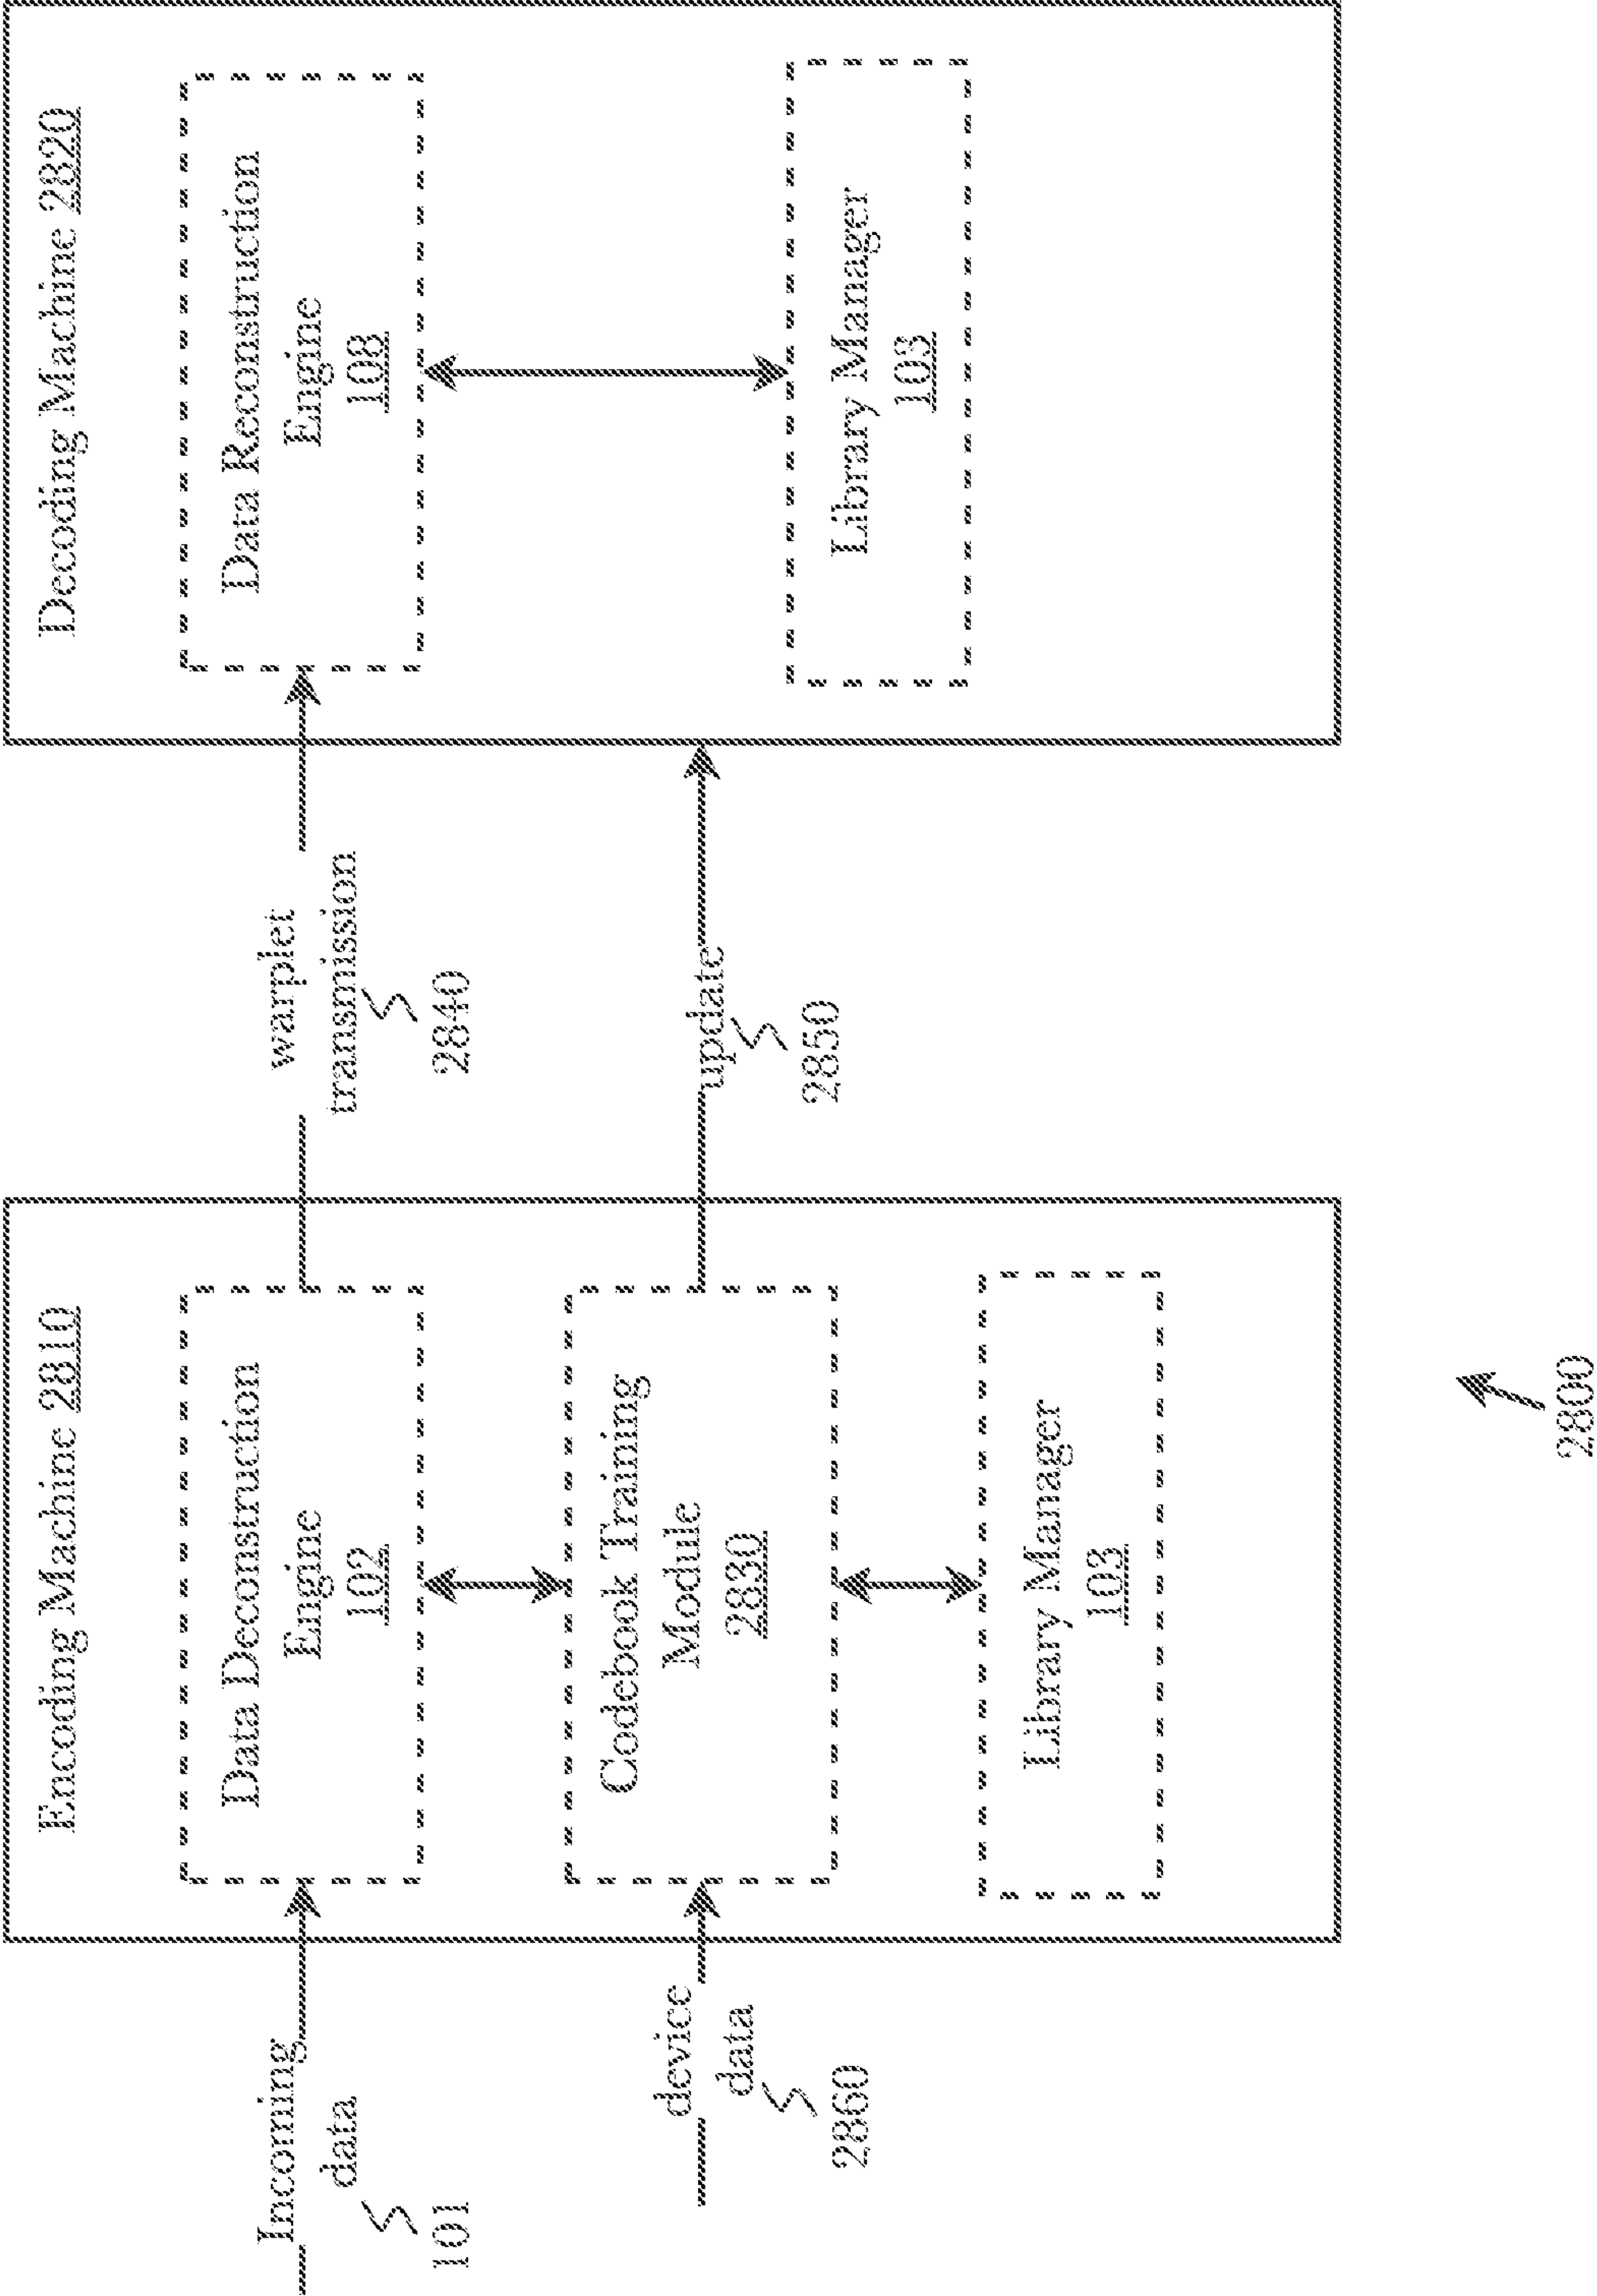 Encoding Machine 2810
Incoming
data
101
Data Deconstruction
Engine
102
device
data
2860
Codebook Training
Module
2830
Library Manager
103
warplet
transmission
2840
update
2850
Decoding Machine 2820
Data Reconstruction
Engine
108
Library Manager
103
2800